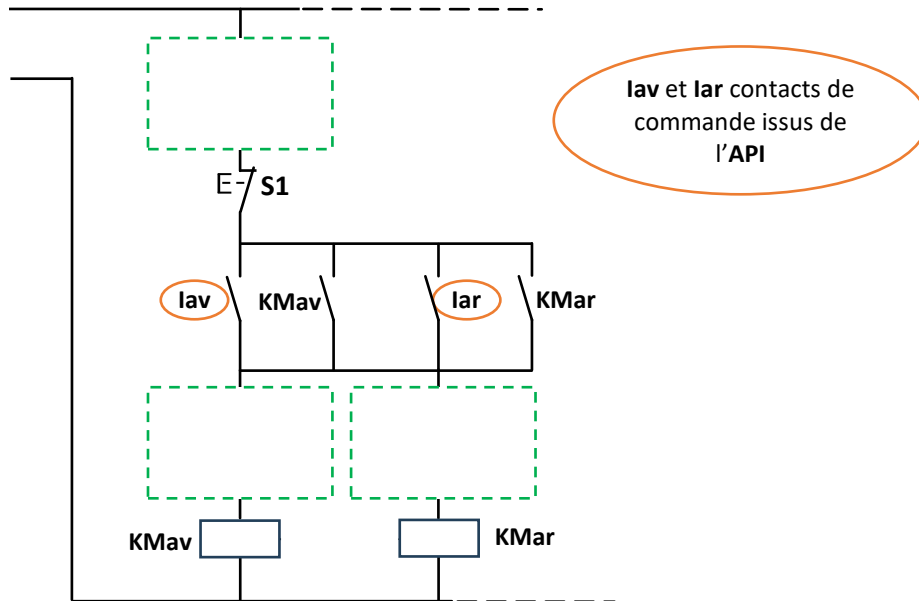 Iav et Iar contacts de
commande issus de
l’API
E
S1
Iav
KMav
Iar
KMar
KMav
KMar